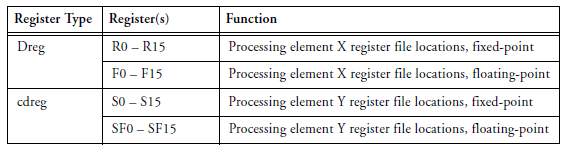 Register Type Register(s) Function
Dreg R0 – R15 Processing element X register file locations, fixed-point
F0 – F15 Processing element X register file locations, floating-point
cdreg S0 – S15 Processing element Y register file locations, fixed-point
SF0 – SF15 Processing element Y register file locations, floating-point